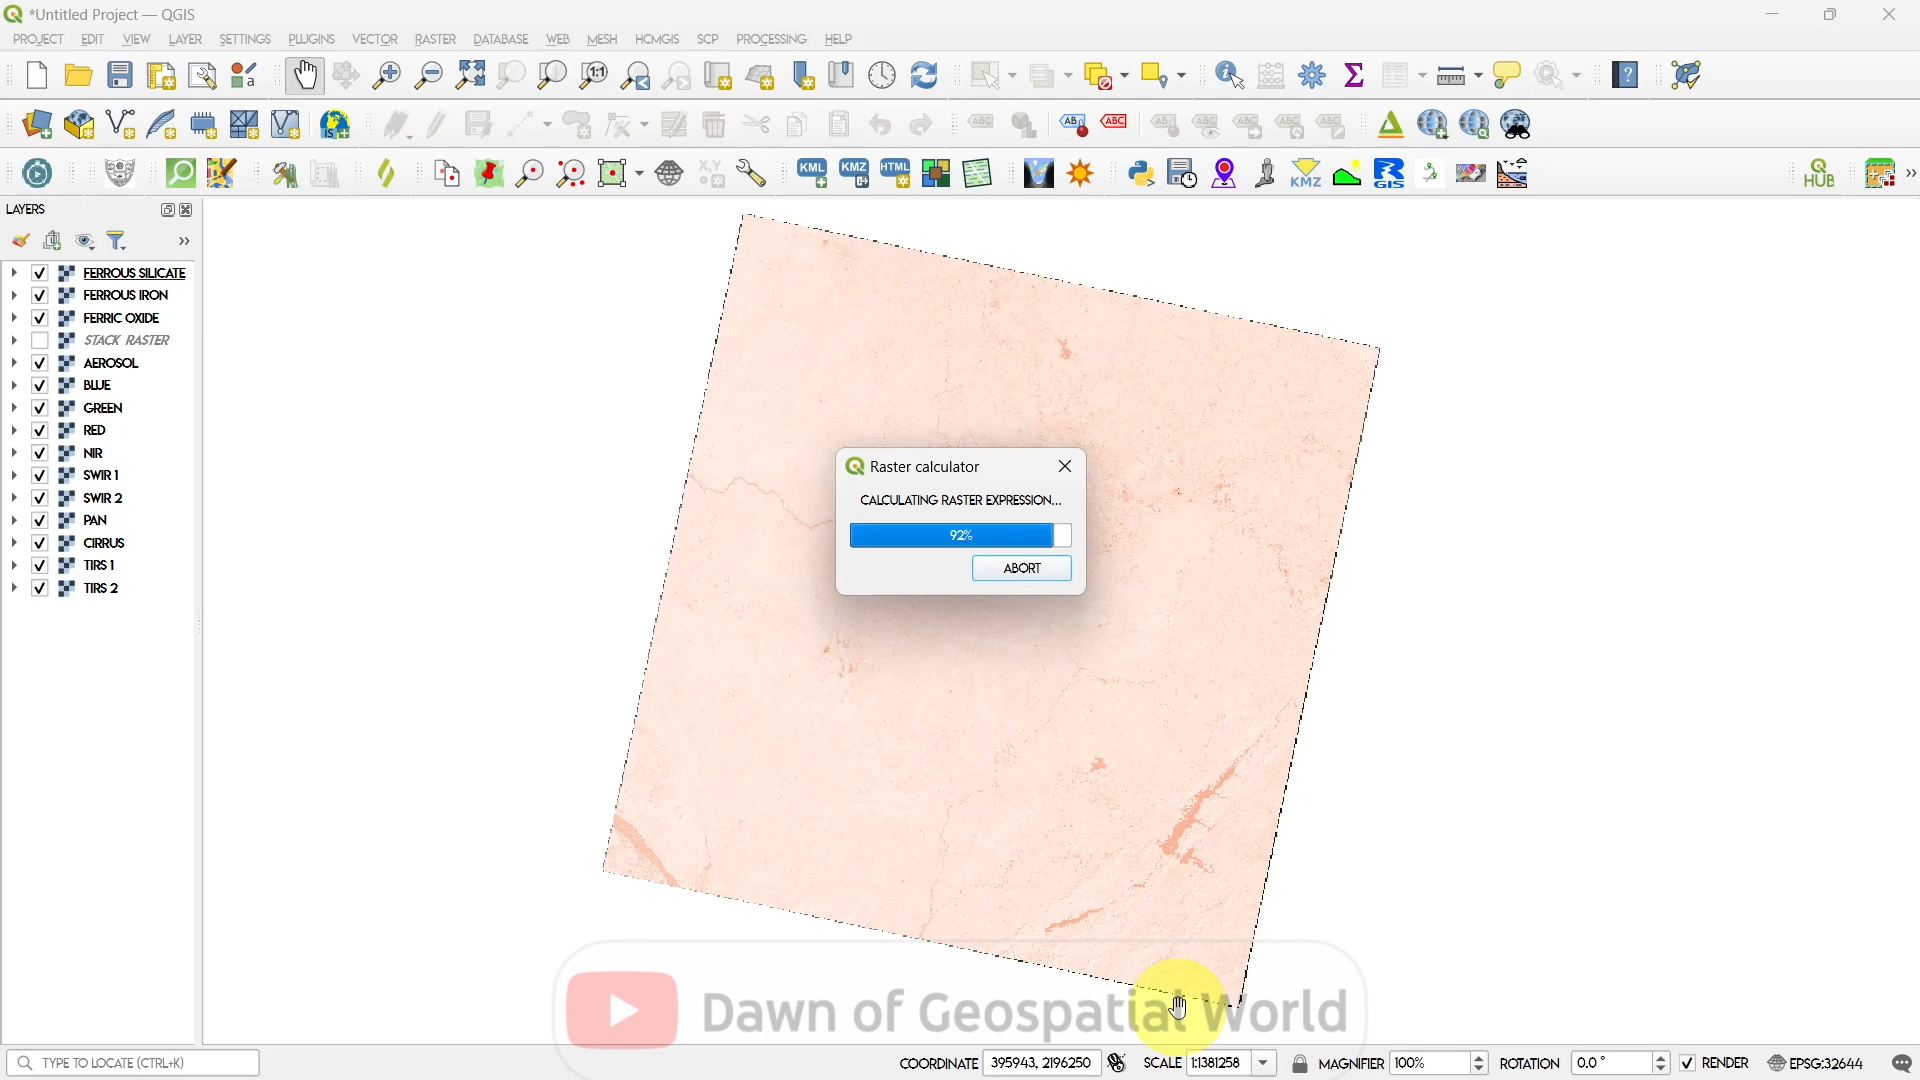 *Untitled Project — QGIS
PROJECT EDIT VIEW LAYER SETTINGS PLUGINS VECTOR RASTER DATABASE WEB MESH HCMGIS SCP PROCESSING HELP
LAYERS
FERROUS SILICATE
FERROUS IRON
FERRIC OXIDE
STACK RASTER
AEROSOL
BLUE
GREEN
RED
NIR
SWIR 1
SWIR 2
PAN
CIRRUS
TIRS 1
TIRS 2
Raster calculator
CALCULATING RASTER EXPRESSION...
92%
ABORT
Dawn of Geospatial World
TYPE TO LOCATE (CTRL+K)
COORDINATE 395943, 2196250 SCALE 1:1381258 MAGNIFIER 100% ROTATION 0.0 ° RENDER EPSG:32644